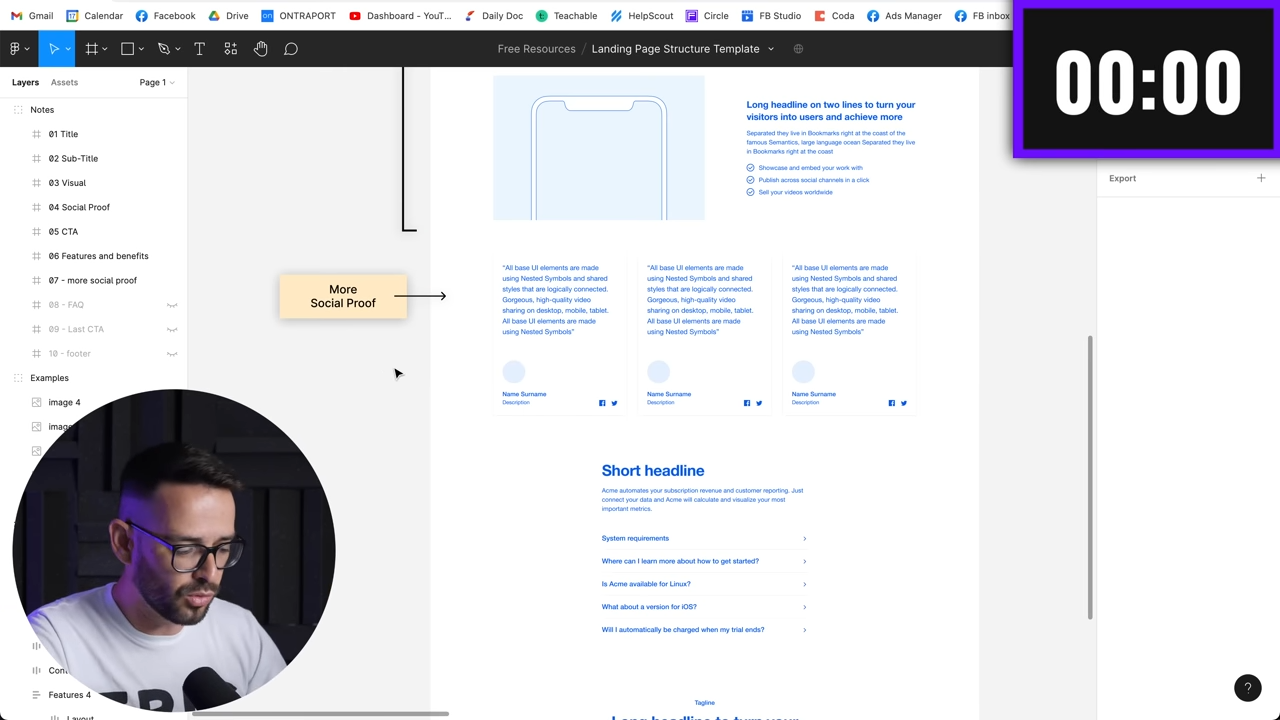 Gmail Calendar Facebook Drive ONTRAPORT Dashboard - YouT... Daily Doc Teachable HelpScout Circle FB Studio Coda Ads Manager FB inbox
Free Resources / Landing Page Structure Template
00:00
Layers Assets Page 1
Notes
01 Title
02 Sub-Title
03 Visual
04 Social Proof
05 CTA
06 Features and benefits
07 - more social proof
08 - FAQ
09 - Last CTA
10 - footer
Examples
image 4
Features 4
Layout
Export
Long headline on two lines to turn your
visitors into users and achieve more
Separated they live in Bookmarks right at the coast of the
famous Semantics, large language ocean Separated they live
in Bookmarks right at the coast
Showcase and embed your work with
Publish across social channels in a click
Sell your videos worldwide
More
Social Proof
“All base UI elements are made
using Nested Symbols and shared
styles that are logically connected.
Gorgeous, high-quality video
sharing on desktop, mobile, tablet.
All base UI elements are made
using Nested Symbols”
Name Surname
Description
“All base UI elements are made
using Nested Symbols and shared
styles that are logically connected.
Gorgeous, high-quality video
sharing on desktop, mobile, tablet.
All base UI elements are made
using Nested Symbols”
Name Surname
Description
“All base UI elements are made
using Nested Symbols and shared
styles that are logically connected.
Gorgeous, high-quality video
sharing on desktop, mobile, tablet.
All base UI elements are made
using Nested Symbols”
Name Surname
Description
Short headline
Acme automates your subscription revenue and customer reporting. Just
connect your data and Acme will calculate and visualize your most
important metrics.
System requirements
Where can I learn more about how to get started?
Is Acme available for Linux?
What about a version for iOS?
Will I automatically be charged when my trial ends?
Tagline
Long headline to turn your
?